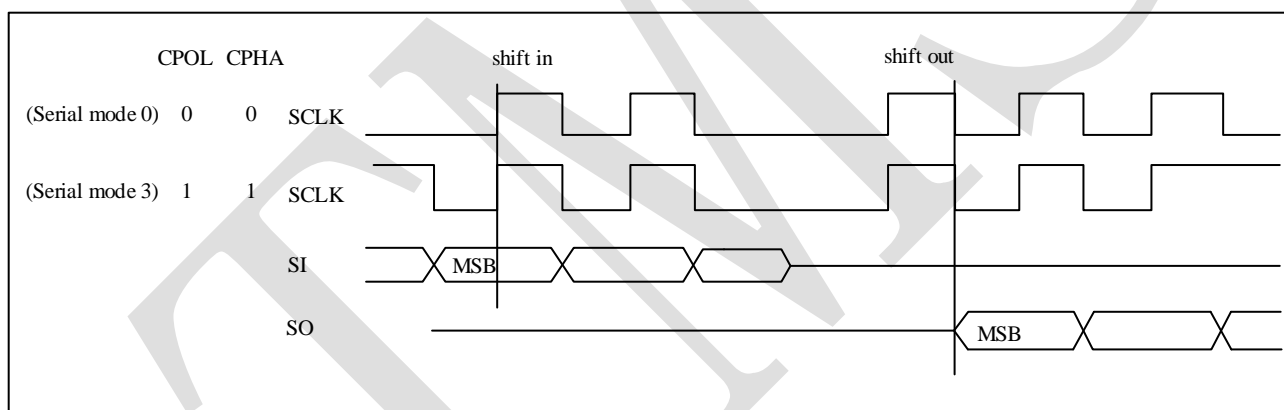 CPOL CPHA shift in shift out
(Serial mode 0) 0 0 SCLK
(Serial mode 3) 1 1 SCLK
SI MSB
SO MSB